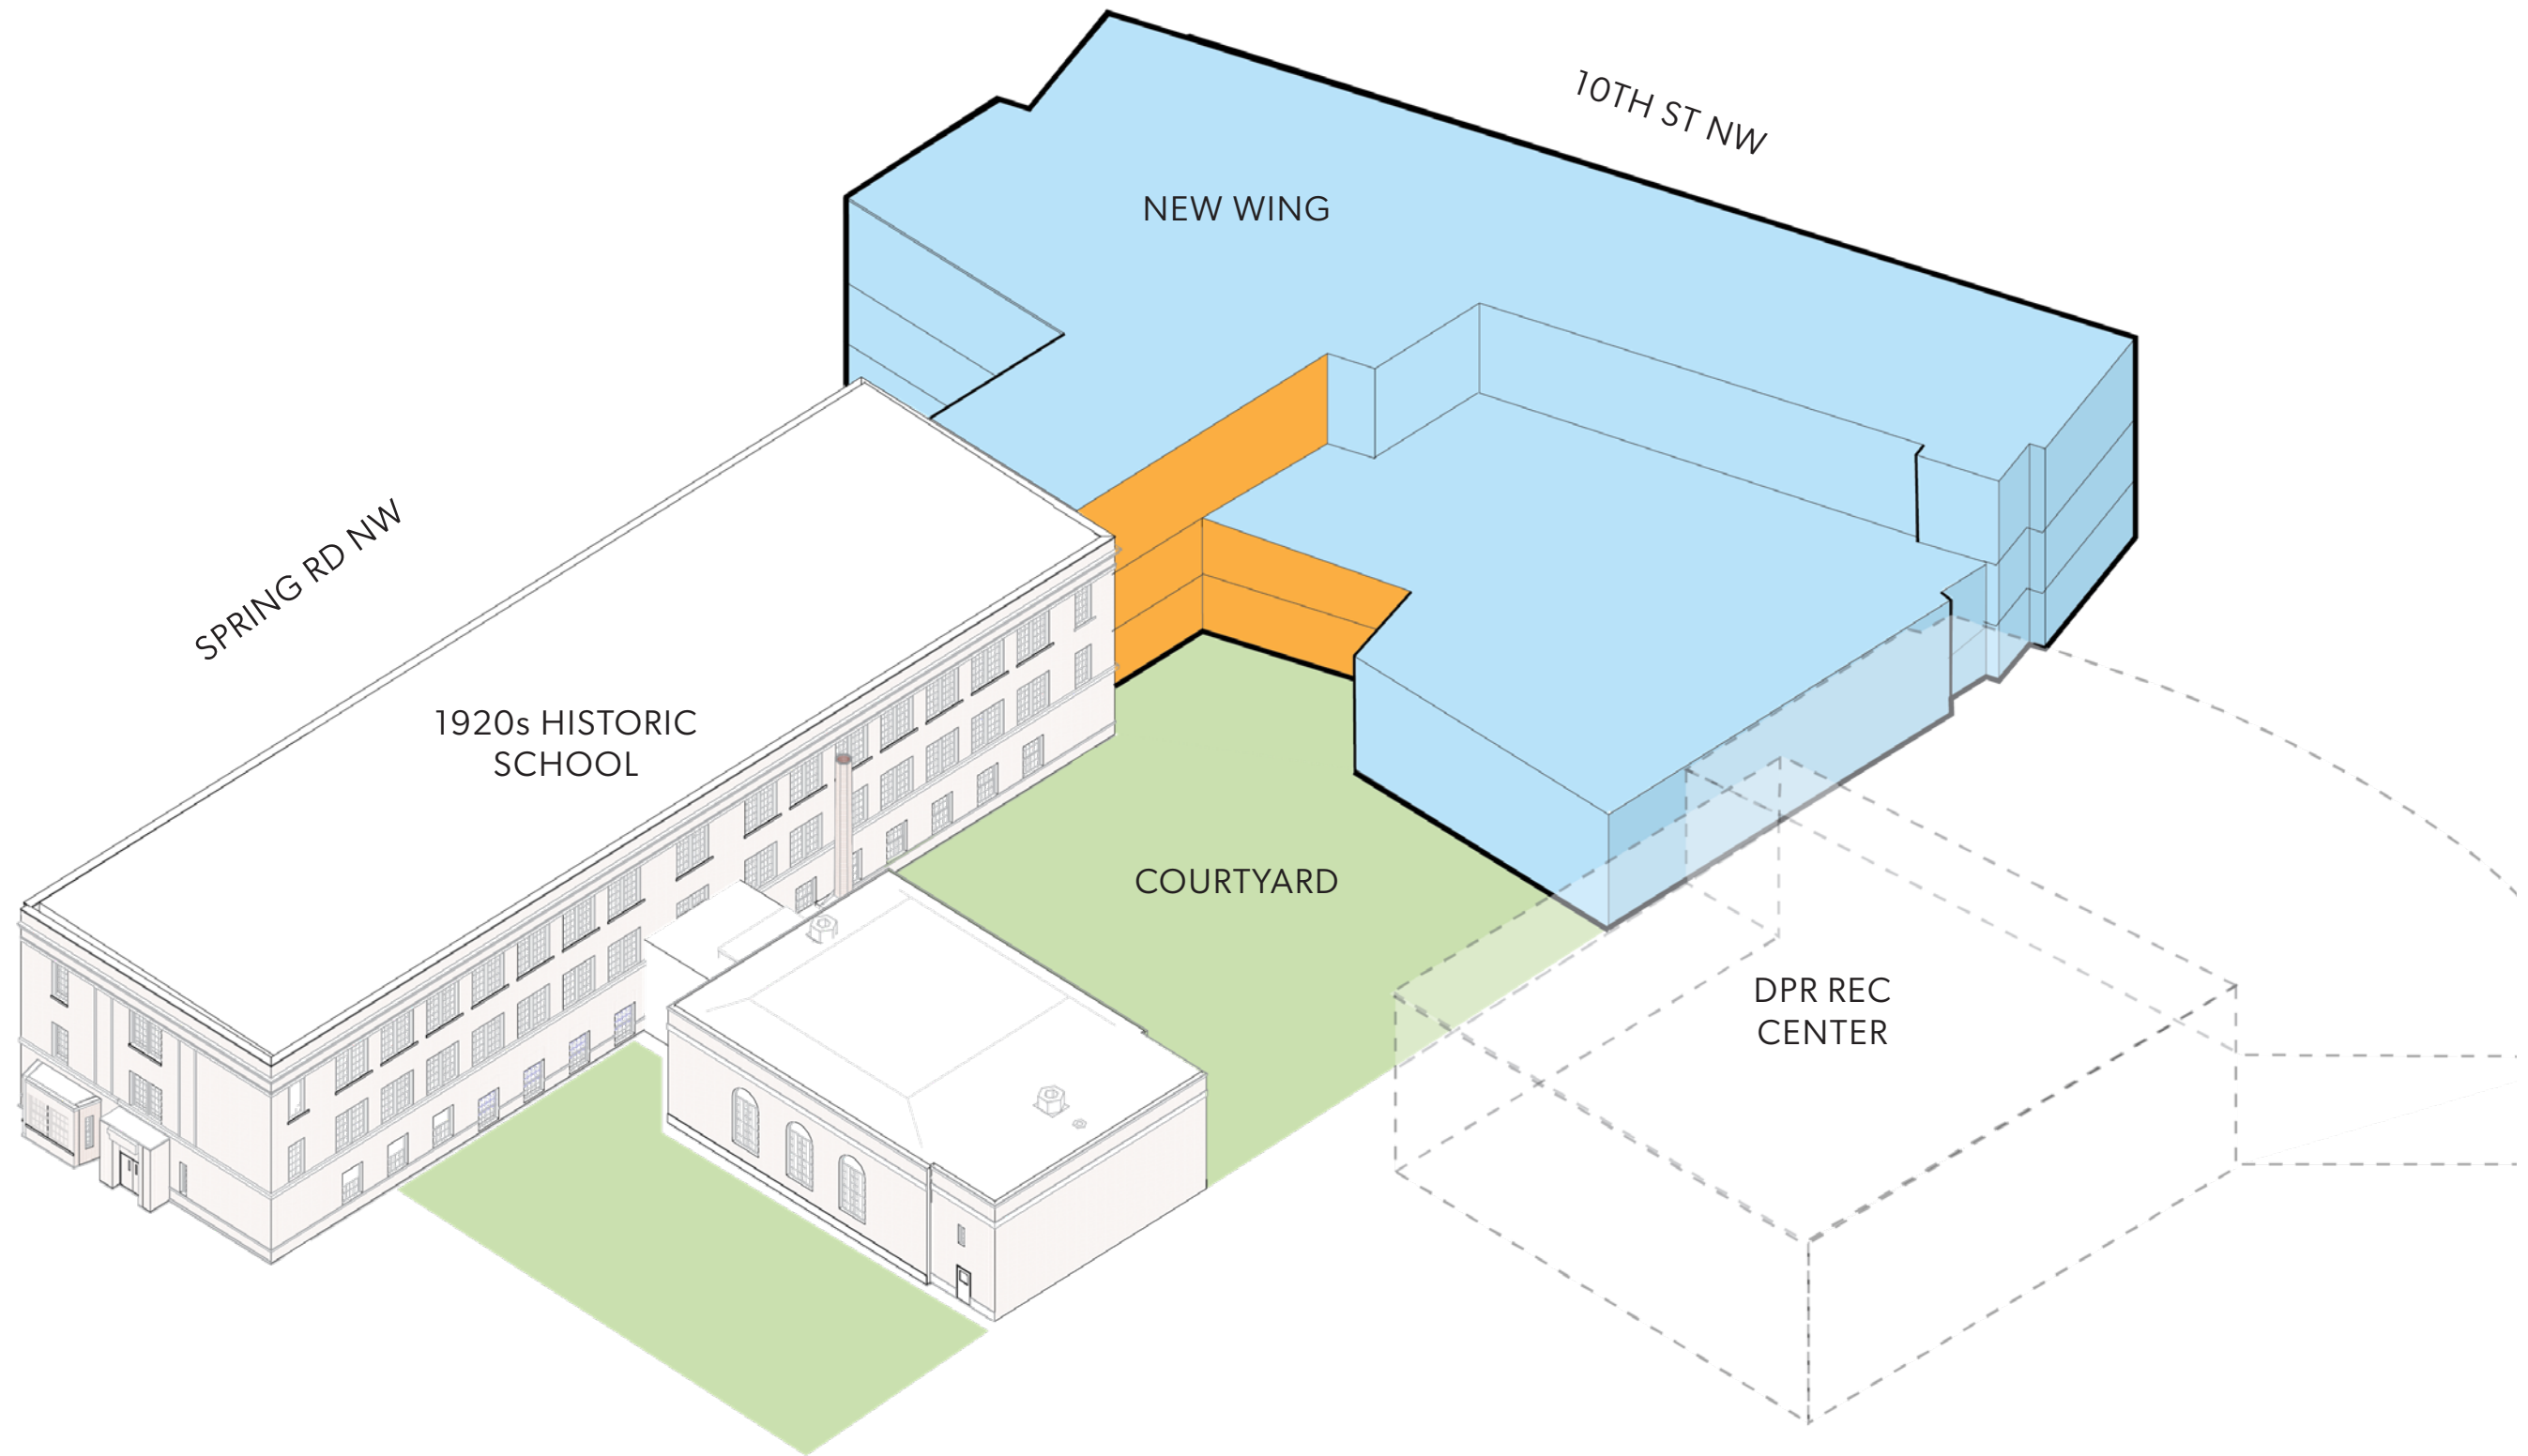 10TH ST NW
NEW WING
SPRING RD NW
1920s HISTORIC
SCHOOL
COURTYARD
DPR REC
CENTER